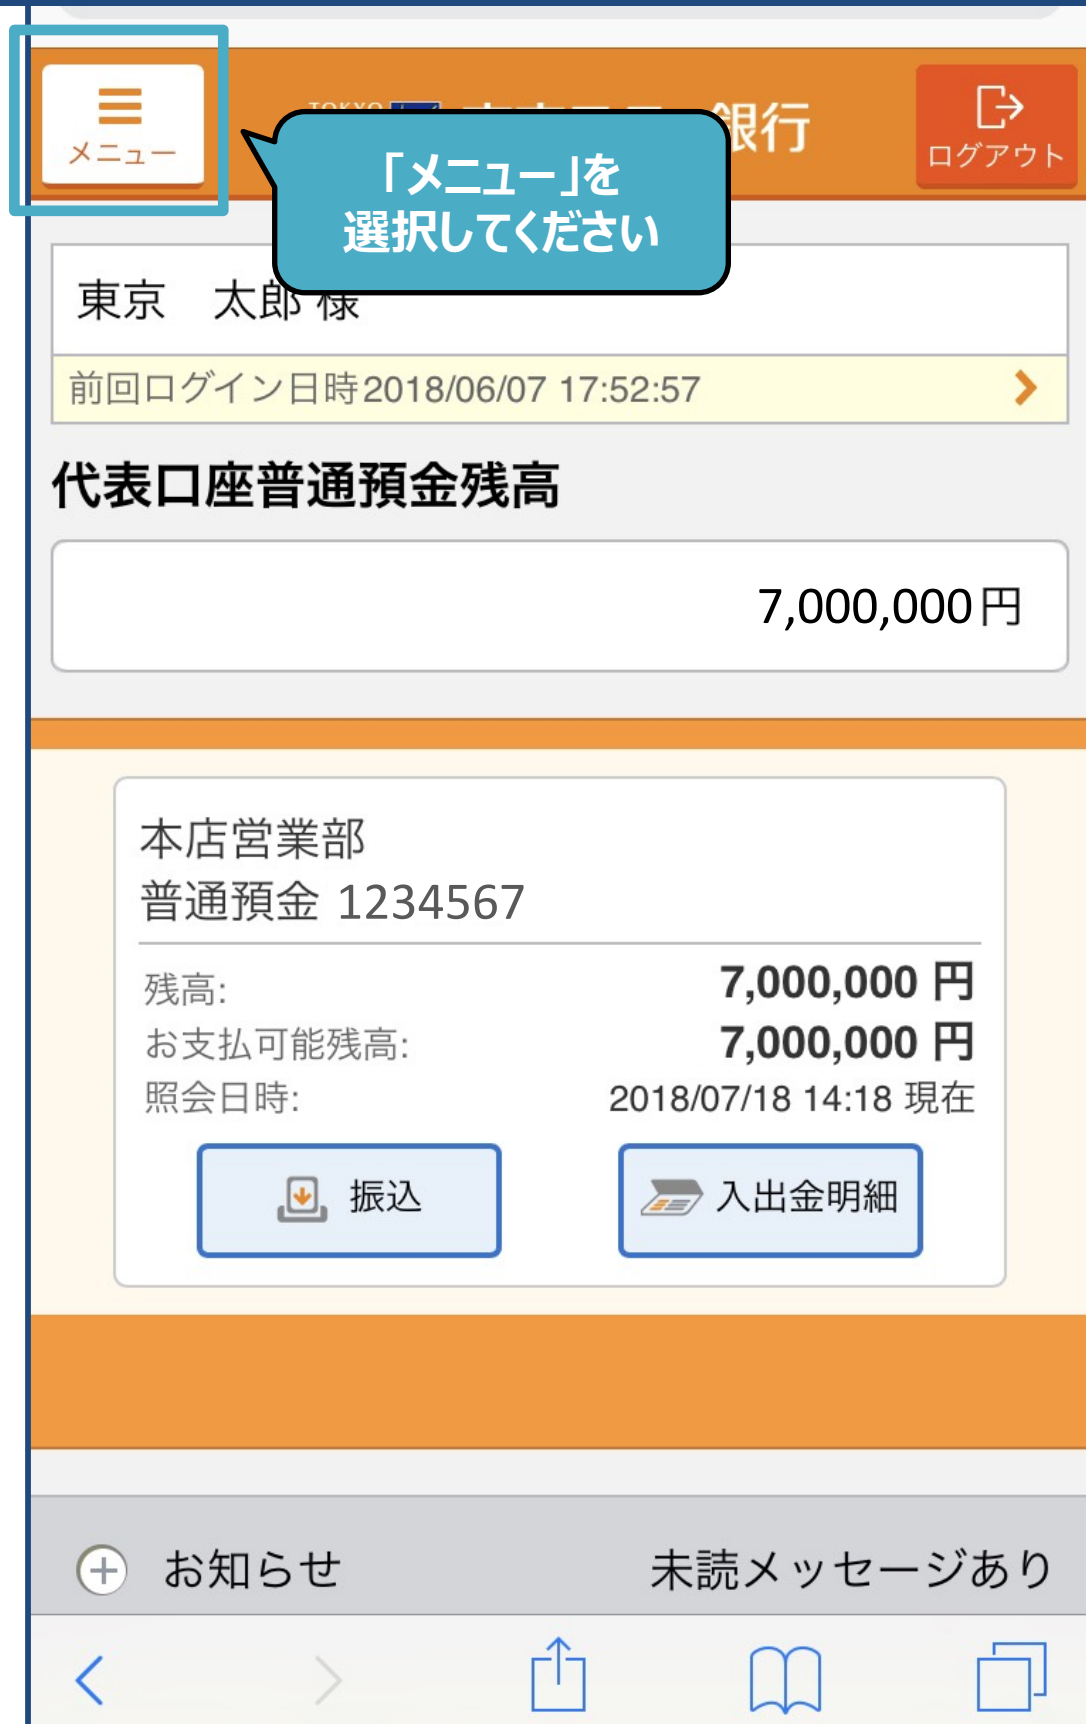 メニュー
TOKYO
銀行
ログアウト
「メニュー」を
選択してください
東京　太郎 様
前回ログイン日時2018/06/07 17:52:57
代表口座普通預金残高
7,000,000円
本店営業部
普通預金 1234567
残高: 7,000,000 円
お支払可能残高: 7,000,000 円
照会日時: 2018/07/18 14:18 現在
振込 入出金明細
お知らせ 未読メッセージあり